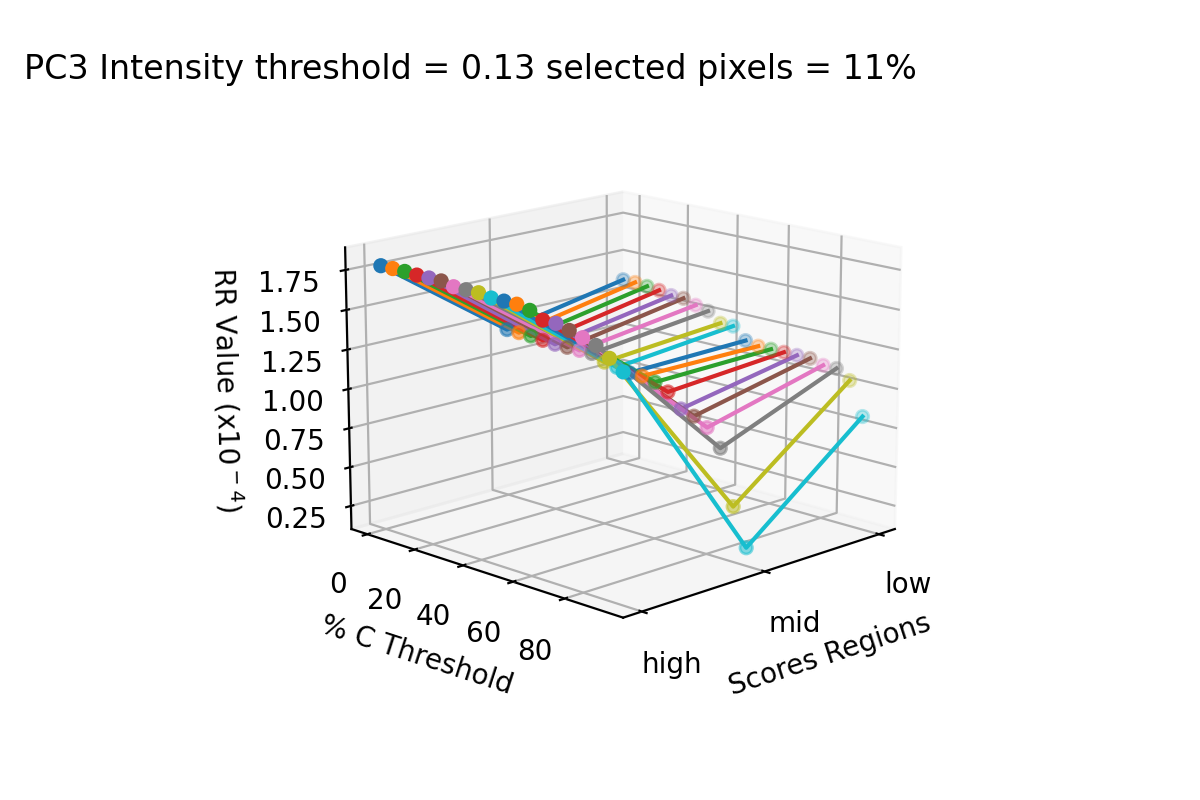 PC3 Intensity threshold = 0.13 selected pixels = 11%
RR Value (x10⁻⁴)
1.75
1.50
1.25
1.00
0.75
0.50
0.25
0
20
40
60
80
% C Threshold
high
mid
low
Scores Regions